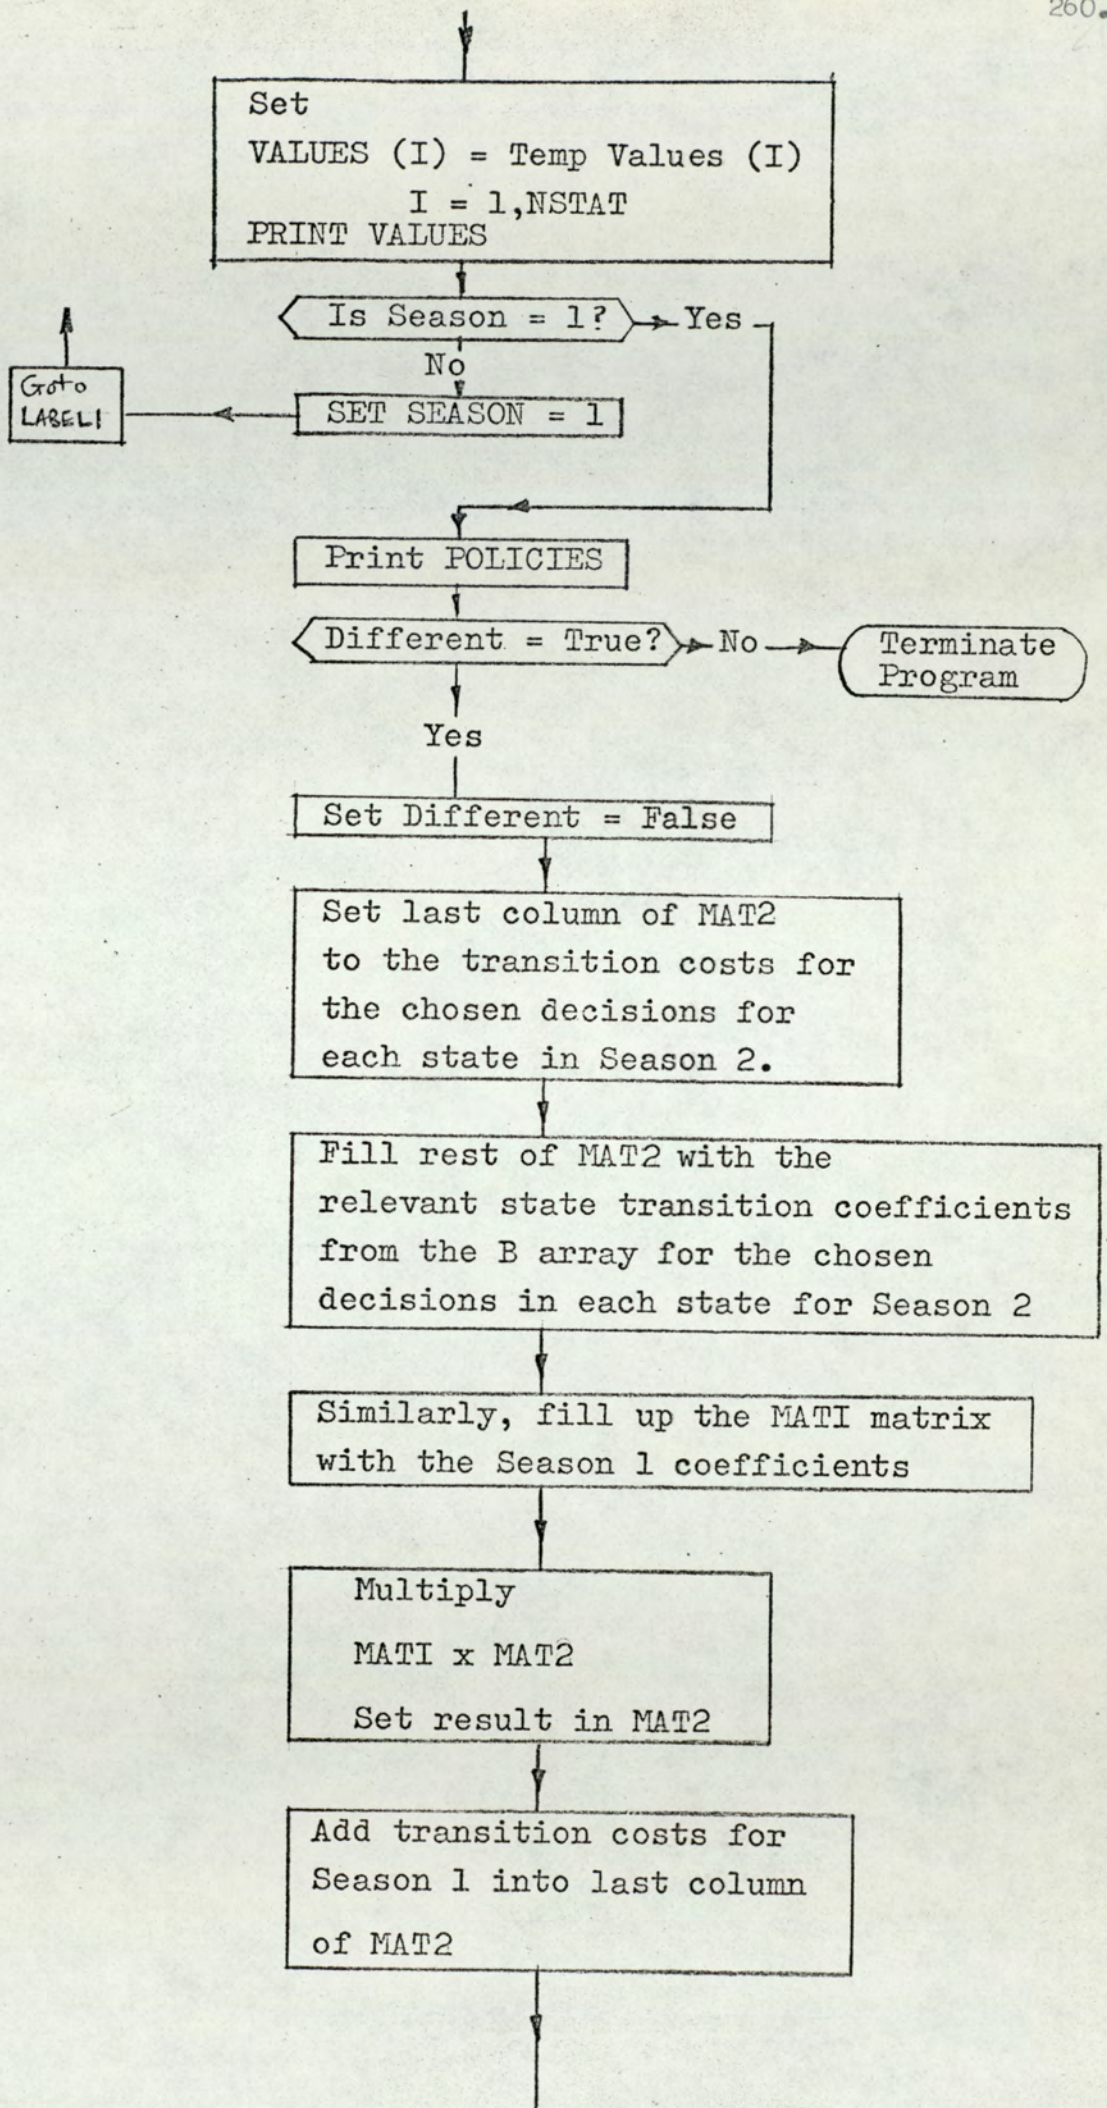 260.
Set
VALUES (I) = Temp Values (I)
I = 1,NSTAT
PRINT VALUES
Is Season = 1?
Yes
No
Goto
LABEL1
SET SEASON = 1
Print POLICIES
Different = True?
No
Terminate
Program
Yes
Set Different = False
Set last column of MAT2
to the transition costs for
the chosen decisions for
each state in Season 2.
Fill rest of MAT2 with the
relevant state transition coefficients
from the B array for the chosen
decisions in each state for Season 2
Similarly, fill up the MATI matrix
with the Season 1 coefficients
Multiply
MATI x MAT2
Set result in MAT2
Add transition costs for
Season 1 into last column
of MAT2